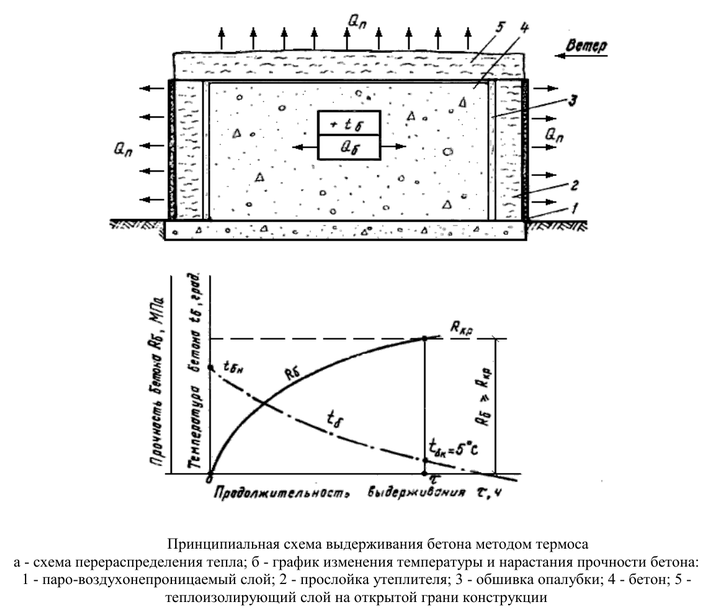 Qп
5
4
Ветер
3
+ tб
Qб
Qп
Qп
2
1
Прочность бетона Rб, МПа
Температура бетона tб, град.
Rкр
tбн
Rб
Rб ≥ Rкр
tб
tбк=5°С
0
τ
Продолжительность выдерживания τ, ч
Принципиальная схема выдерживания бетона методом термоса
а - схема перераспределения тепла; б - график изменения температуры и нарастания прочности бетона:
1 - паро-воздухонепроницаемый слой; 2 - прослойка утеплителя; 3 - обшивка опалубки; 4 - бетон; 5 -
теплоизолирующий слой на открытой грани конструкции